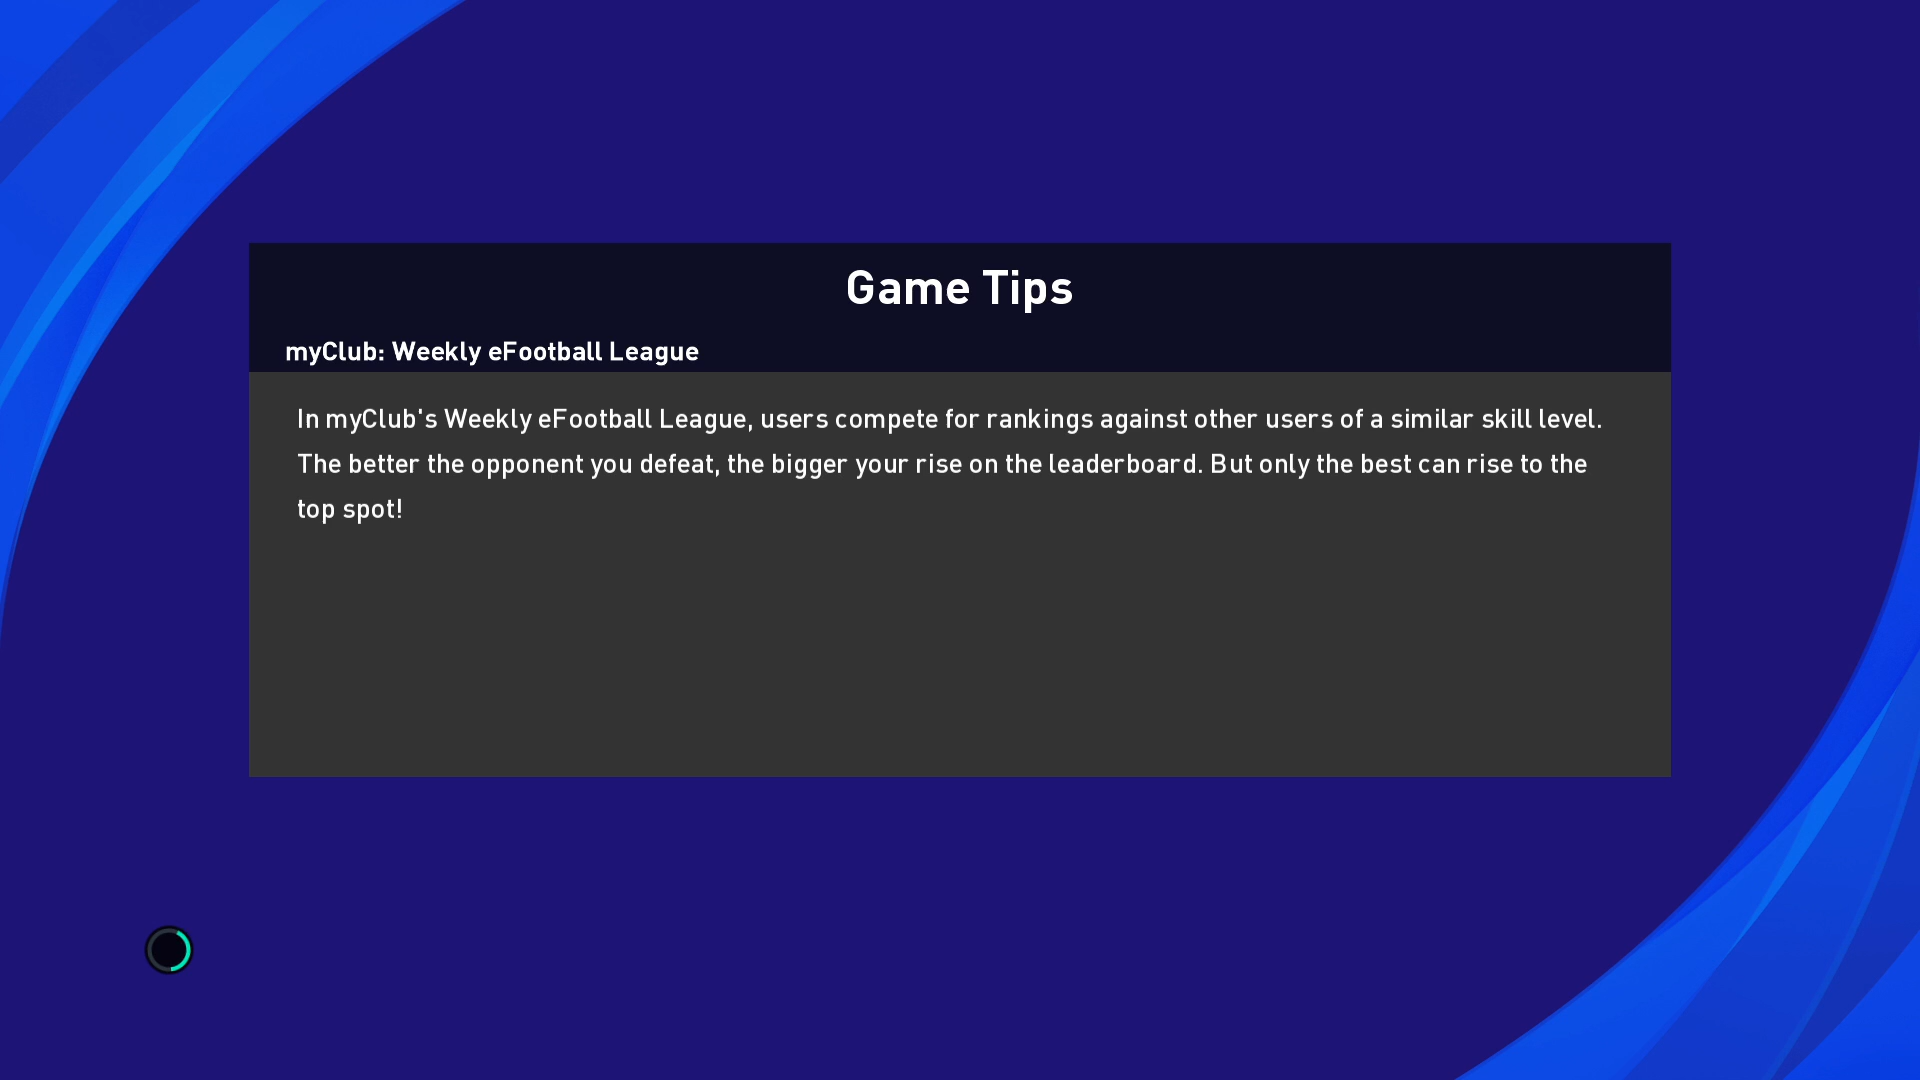 Game Tips
myClub: Weekly eFootball League
In myClub's Weekly eFootball League, users compete for rankings against other users of a similar skill level.
The better the opponent you defeat, the bigger your rise on the leaderboard. But only the best can rise to the
top spot!